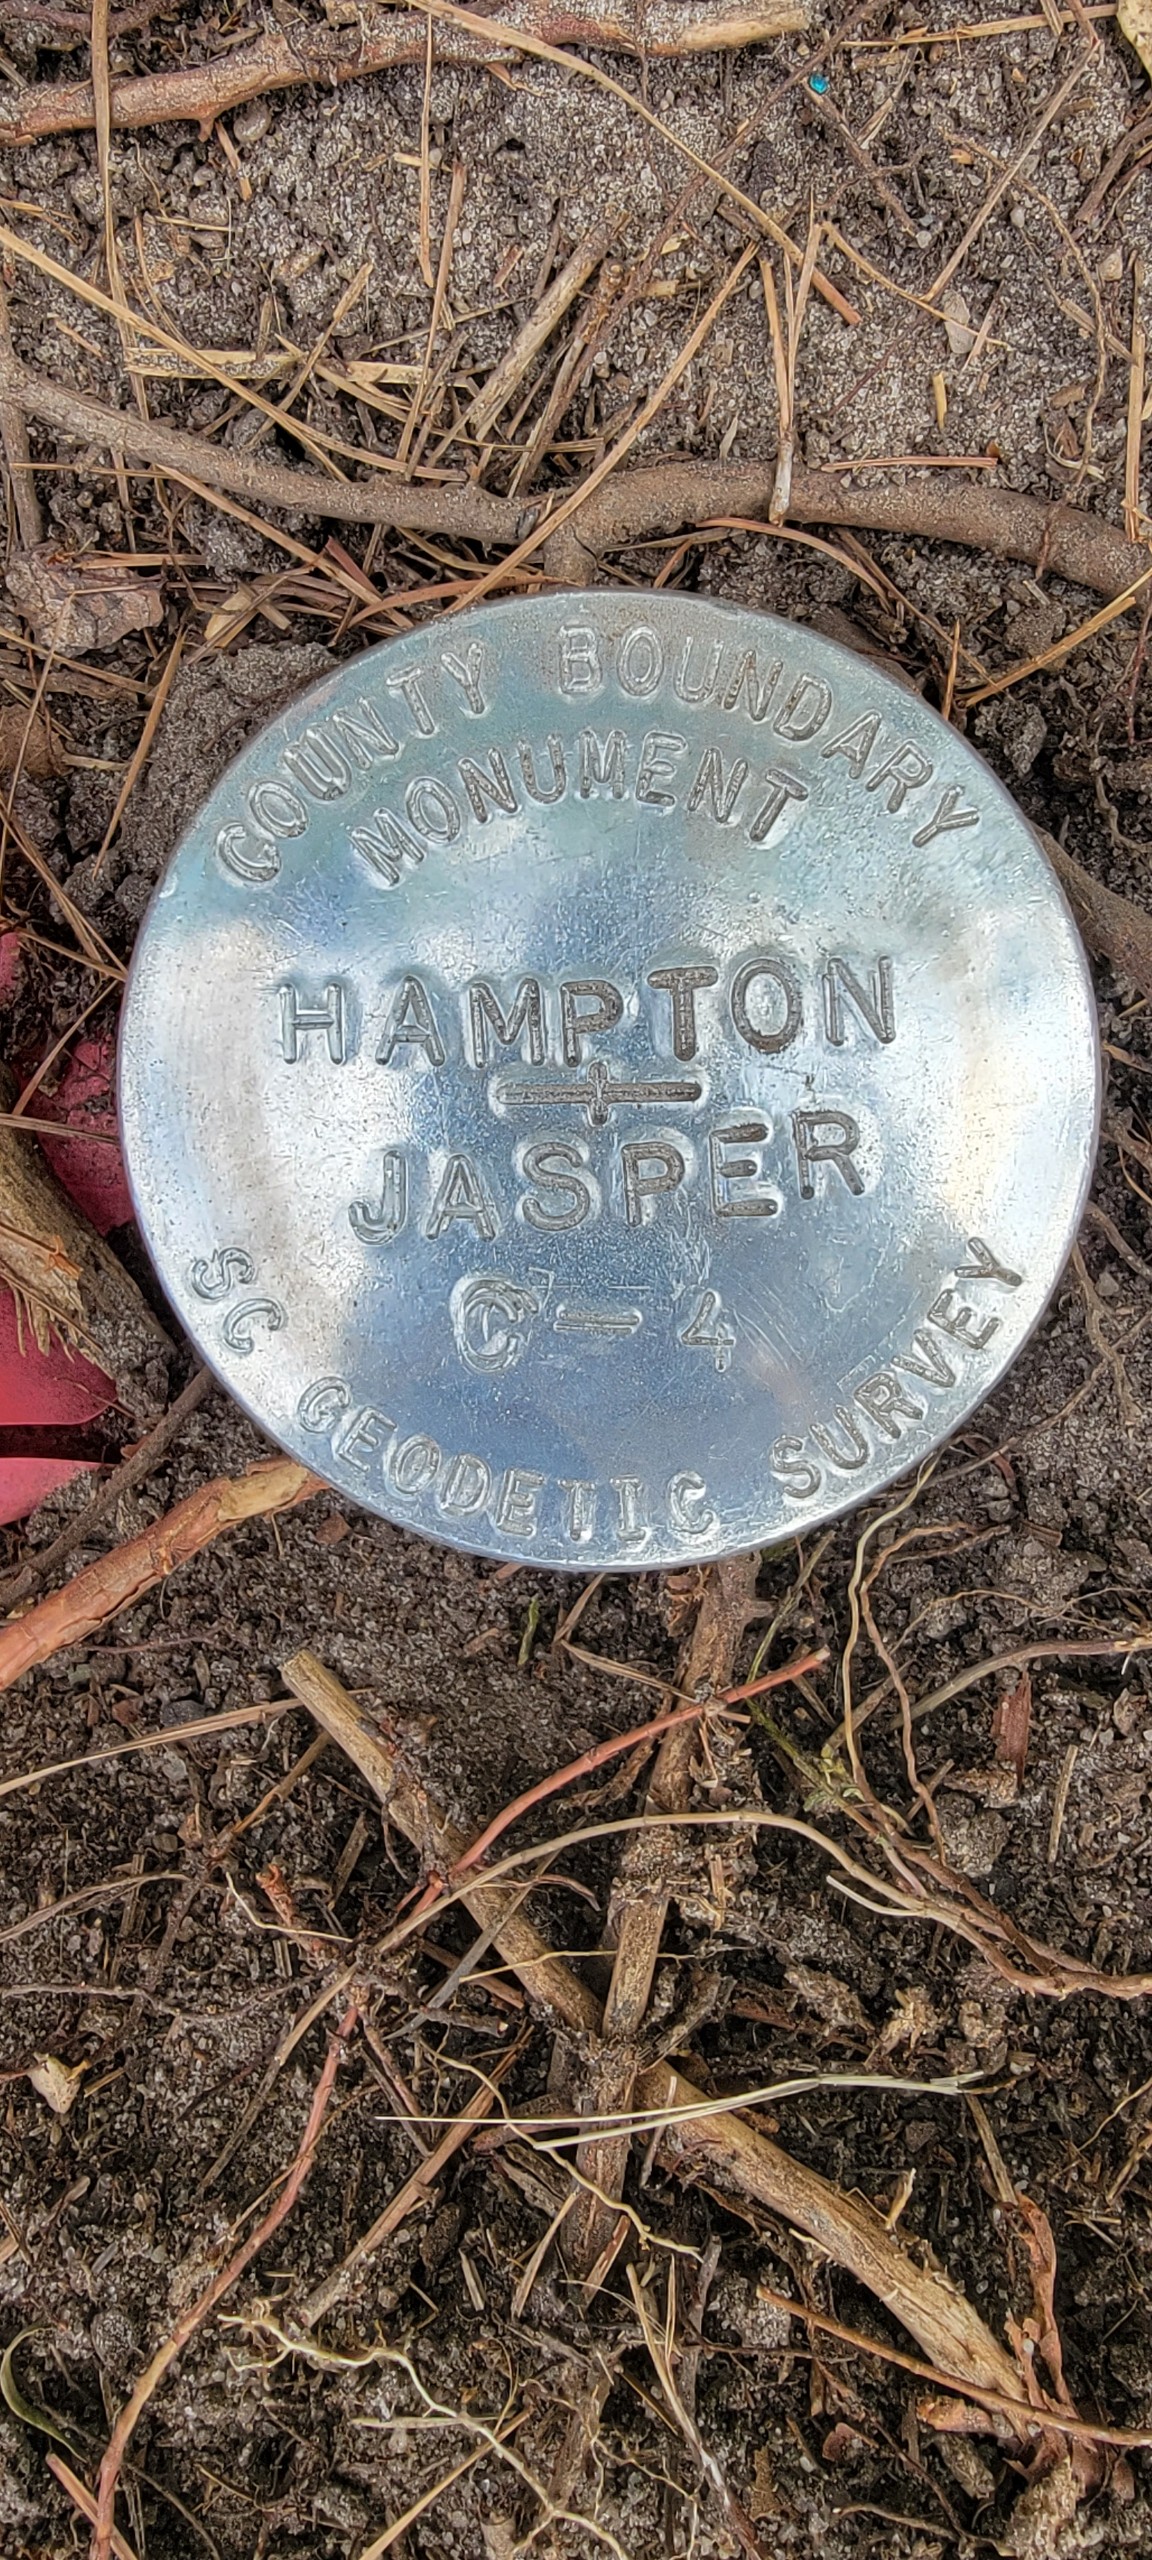 COUNTY BOUNDARY
MONUMENT
HAMPTON
JASPER
C-4
SC GEODETIC SURVEY